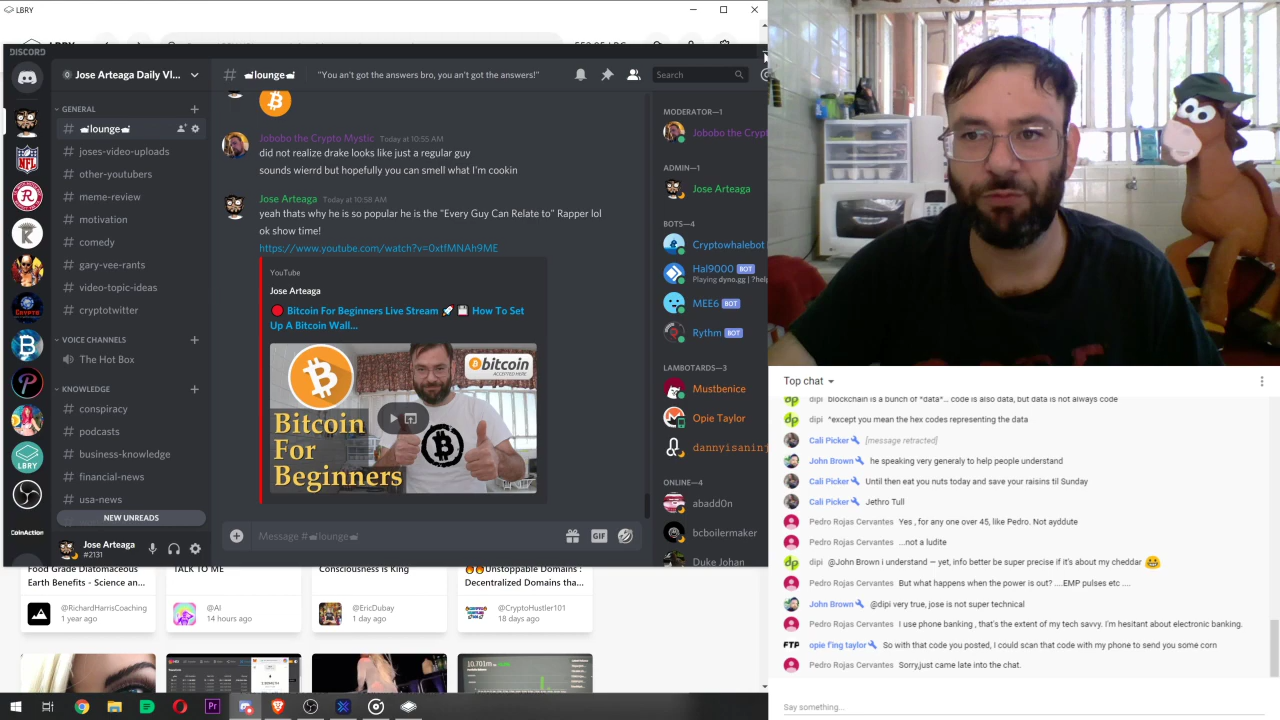 LBRY
DISCORD
Jose Arteaga Daily Vl...
lounge
"You an't got the answers bro, you an't got the answers!"
Search
GENERAL
lounge
joses-video-uploads
other-youtubers
meme-review
motivation
comedy
gary-vee-rants
video-topic-ideas
cryptotwitter
VOICE CHANNELS
The Hot Box
KNOWLEDGE
conspiracy
podcasts
business-knowledge
financial-news
usa-news
NEW UNREADS
Jose Arteaga
#2131
NFL
CRYPTO
LBRY
CoinAction
Jobobo the Crypto Mystic Today at 10:55 AM
did not realize drake looks like just a regular guy
sounds wierrd but hopefully you can smell what I'm cookin
Jose Arteaga Today at 10:58 AM
yeah thats why he is so popular he is the "Every Guy Can Relate to" Rapper lol
ok show time!
https://www.youtube.com/watch?v=0xtfMNAh9ME
YouTube
Jose Arteaga
Bitcoin For Beginners Live Stream 🚀 💾 How To Set
Up A Bitcoin Wall...
bitcoin
ACCEPTED HERE
Bitcoin
For
Beginners
Message #lounge
GIF
MODERATOR—1
Jobobo the Crypt
ADMIN—1
Jose Arteaga
BOTS—4
Cryptowhalebot
Hal9000 BOT
Playing dyno.gg | ?help
MEE6 BOT
Rythm BOT
LAMBOTARDS—3
Mustbenice
Opie Taylor
dannyisanin
ONLINE—4
abadd0n
bcboilermaker
Duke Johan
Food Grade Diatomaceous
Earth Benefits - Science an...
@RichardHarrisCoaching
1 year ago
TALK TO ME
@AI
14 hours ago
Consciousness is King
@EricDubay
1 day ago
🔥🔥Unstoppable Domains :
Decentralized Domains tha...
@CryptoHustler101
18 days ago
10.701m
Top chat
dipi blockchain is a bunch of *data*... code is also data, but data is not always code
dipi ^except you mean the hex codes representing the data
Cali Picker [message retracted]
John Brown he speaking very generaly to help people understand
Cali Picker Until then eat you nuts today and save your raisins til Sunday
Cali Picker Jethro Tull
Pedro Rojas Cervantes Yes , for any one over 45, like Pedro. Not ayddute
Pedro Rojas Cervantes ...not a ludite
dipi @John Brown i understand — yet, info better be super precise if it's about my cheddar 😄
Pedro Rojas Cervantes But what happens when the power is out? ....EMP pulses etc ....
John Brown @dipi very true, jose is not super technical
Pedro Rojas Cervantes I use phone banking , that's the extent of my tech savvy. I'm hesitant about electronic banking.
FTP opie f'ing taylor So with that code you posted, I could scan that code with my phone to send you some corn
Pedro Rojas Cervantes Sorry,just came late into the chat.
Say something...